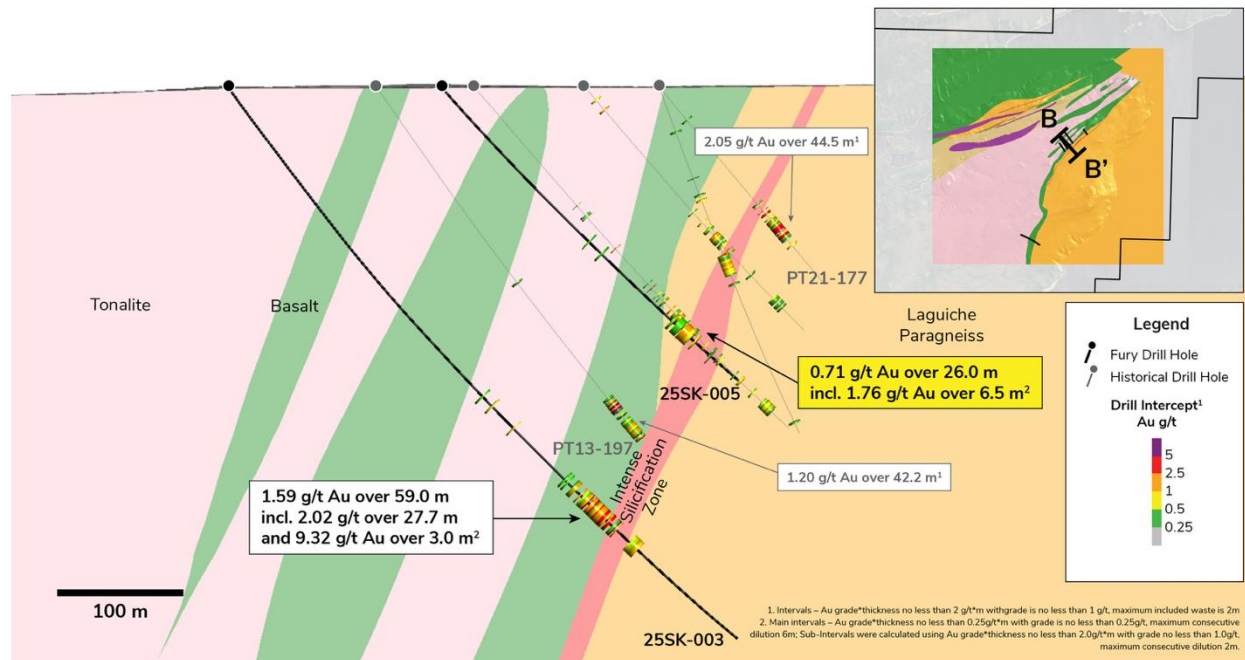 2.05 g/t Au over 44.5 m¹
B
B’
PT21-177
Tonalite
Basalt
Laguiche
Paragneiss
0.71 g/t Au over 26.0 m
incl. 1.76 g/t Au over 6.5 m²
25SK-005
PT13-197
Intense
Silicification
Zone
1.20 g/t Au over 42.2 m¹
1.59 g/t Au over 59.0 m
incl. 2.02 g/t over 27.7 m
and 9.32 g/t Au over 3.0 m²
100 m
25SK-003
Legend
Fury Drill Hole
Historical Drill Hole
Drill Intercept¹
Au g/t
5
2.5
1
0.5
0.25
1. Intervals – Au grade*thickness no less than 2 g/t*m withgrade is no less than 1 g/t, maximum included waste is 2m
2. Main intervals – Au grade*thickness no less than 0.25g/t*m with grade is no less than 0.25g/t, maximum consecutive
dilution 6m; Sub-Intervals were calculated using Au grade*thickness no less than 2.0g/t*m with grade no less than 1.0g/t,
maximum consecutive dilution 2m.